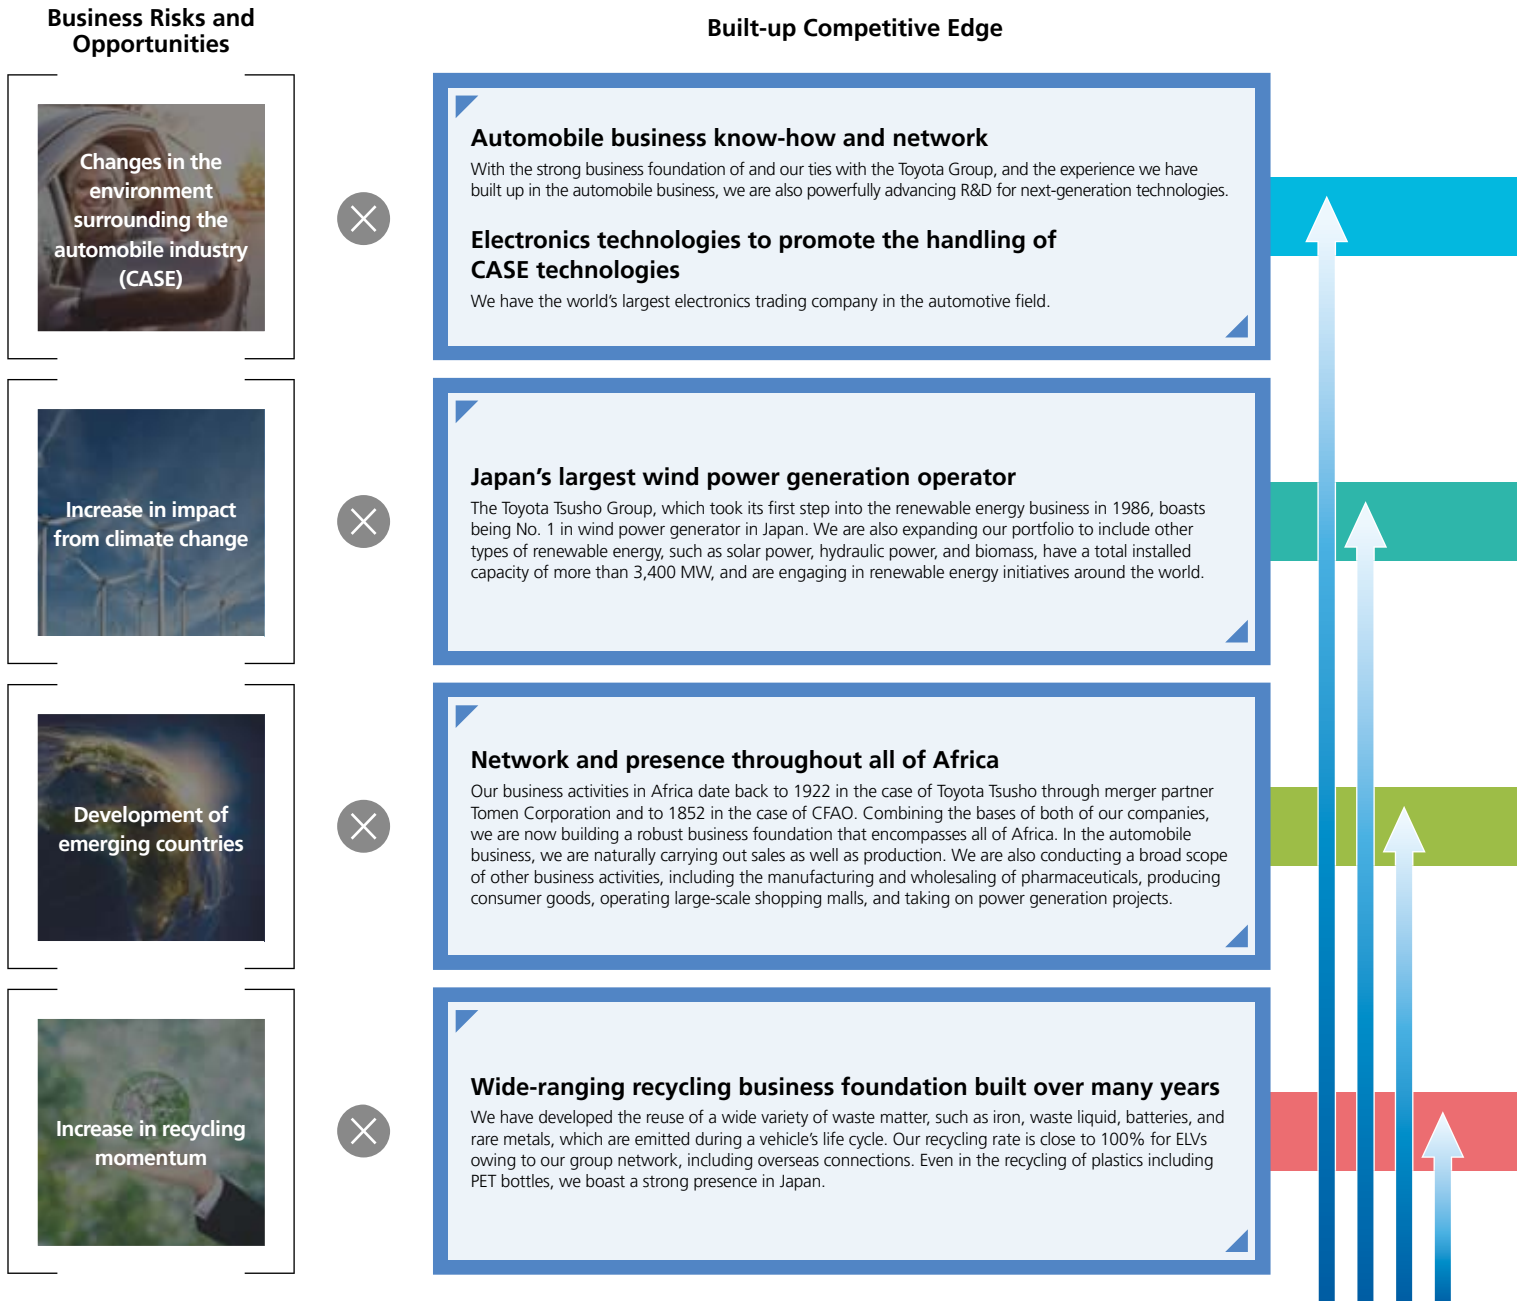 Business Risks and
Opportunities
Built-up Competitive Edge
Changes in the
environment
surrounding the
automobile industry
(CASE)
Automobile business know-how and network
With the strong business foundation of and our ties with the Toyota Group, and the experience we have
built up in the automobile business, we are also powerfully advancing R&D for next-generation technologies.
Electronics technologies to promote the handling of
CASE technologies
We have the world’s largest electronics trading company in the automotive field.
Increase in impact
from climate change
Japan’s largest wind power generation operator
The Toyota Tsusho Group, which took its first step into the renewable energy business in 1986, boasts
being No. 1 in wind power generator in Japan. We are also expanding our portfolio to include other
types of renewable energy, such as solar power, hydraulic power, and biomass, have a total installed
capacity of more than 3,400 MW, and are engaging in renewable energy initiatives around the world.
Development of
emerging countries
Network and presence throughout all of Africa
Our business activities in Africa date back to 1922 in the case of Toyota Tsusho through merger partner
Tomen Corporation and to 1852 in the case of CFAO. Combining the bases of both of our companies,
we are now building a robust business foundation that encompasses all of Africa. In the automobile
business, we are naturally carrying out sales as well as production. We are also conducting a broad scope
of other business activities, including the manufacturing and wholesaling of pharmaceuticals, producing
consumer goods, operating large-scale shopping malls, and taking on power generation projects.
Increase in recycling
momentum
Wide-ranging recycling business foundation built over many years
We have developed the reuse of a wide variety of waste matter, such as iron, waste liquid, batteries, and
rare metals, which are emitted during a vehicle’s life cycle. Our recycling rate is close to 100% for ELVs
owing to our group network, including overseas connections. Even in the recycling of plastics including
PET bottles, we boast a strong presence in Japan.